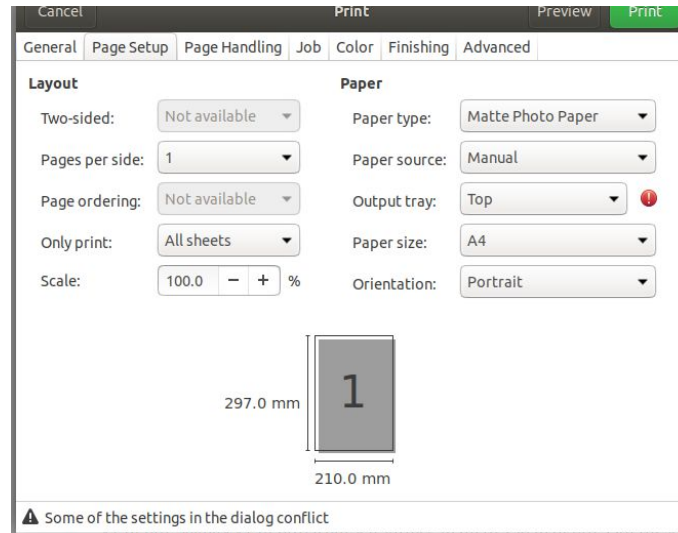 Cancel Print Preview Print
General Page Setup Page Handling Job Color Finishing Advanced
Layout Paper
Two-sided: Not available Paper type: Matte Photo Paper
Pages per side: 1 Paper source: Manual
Page ordering: Not available Output tray: Top
Only print: All sheets Paper size: A4
Scale: 100.0 − + % Orientation: Portrait
1
297.0 mm
210.0 mm
Some of the settings in the dialog conflict